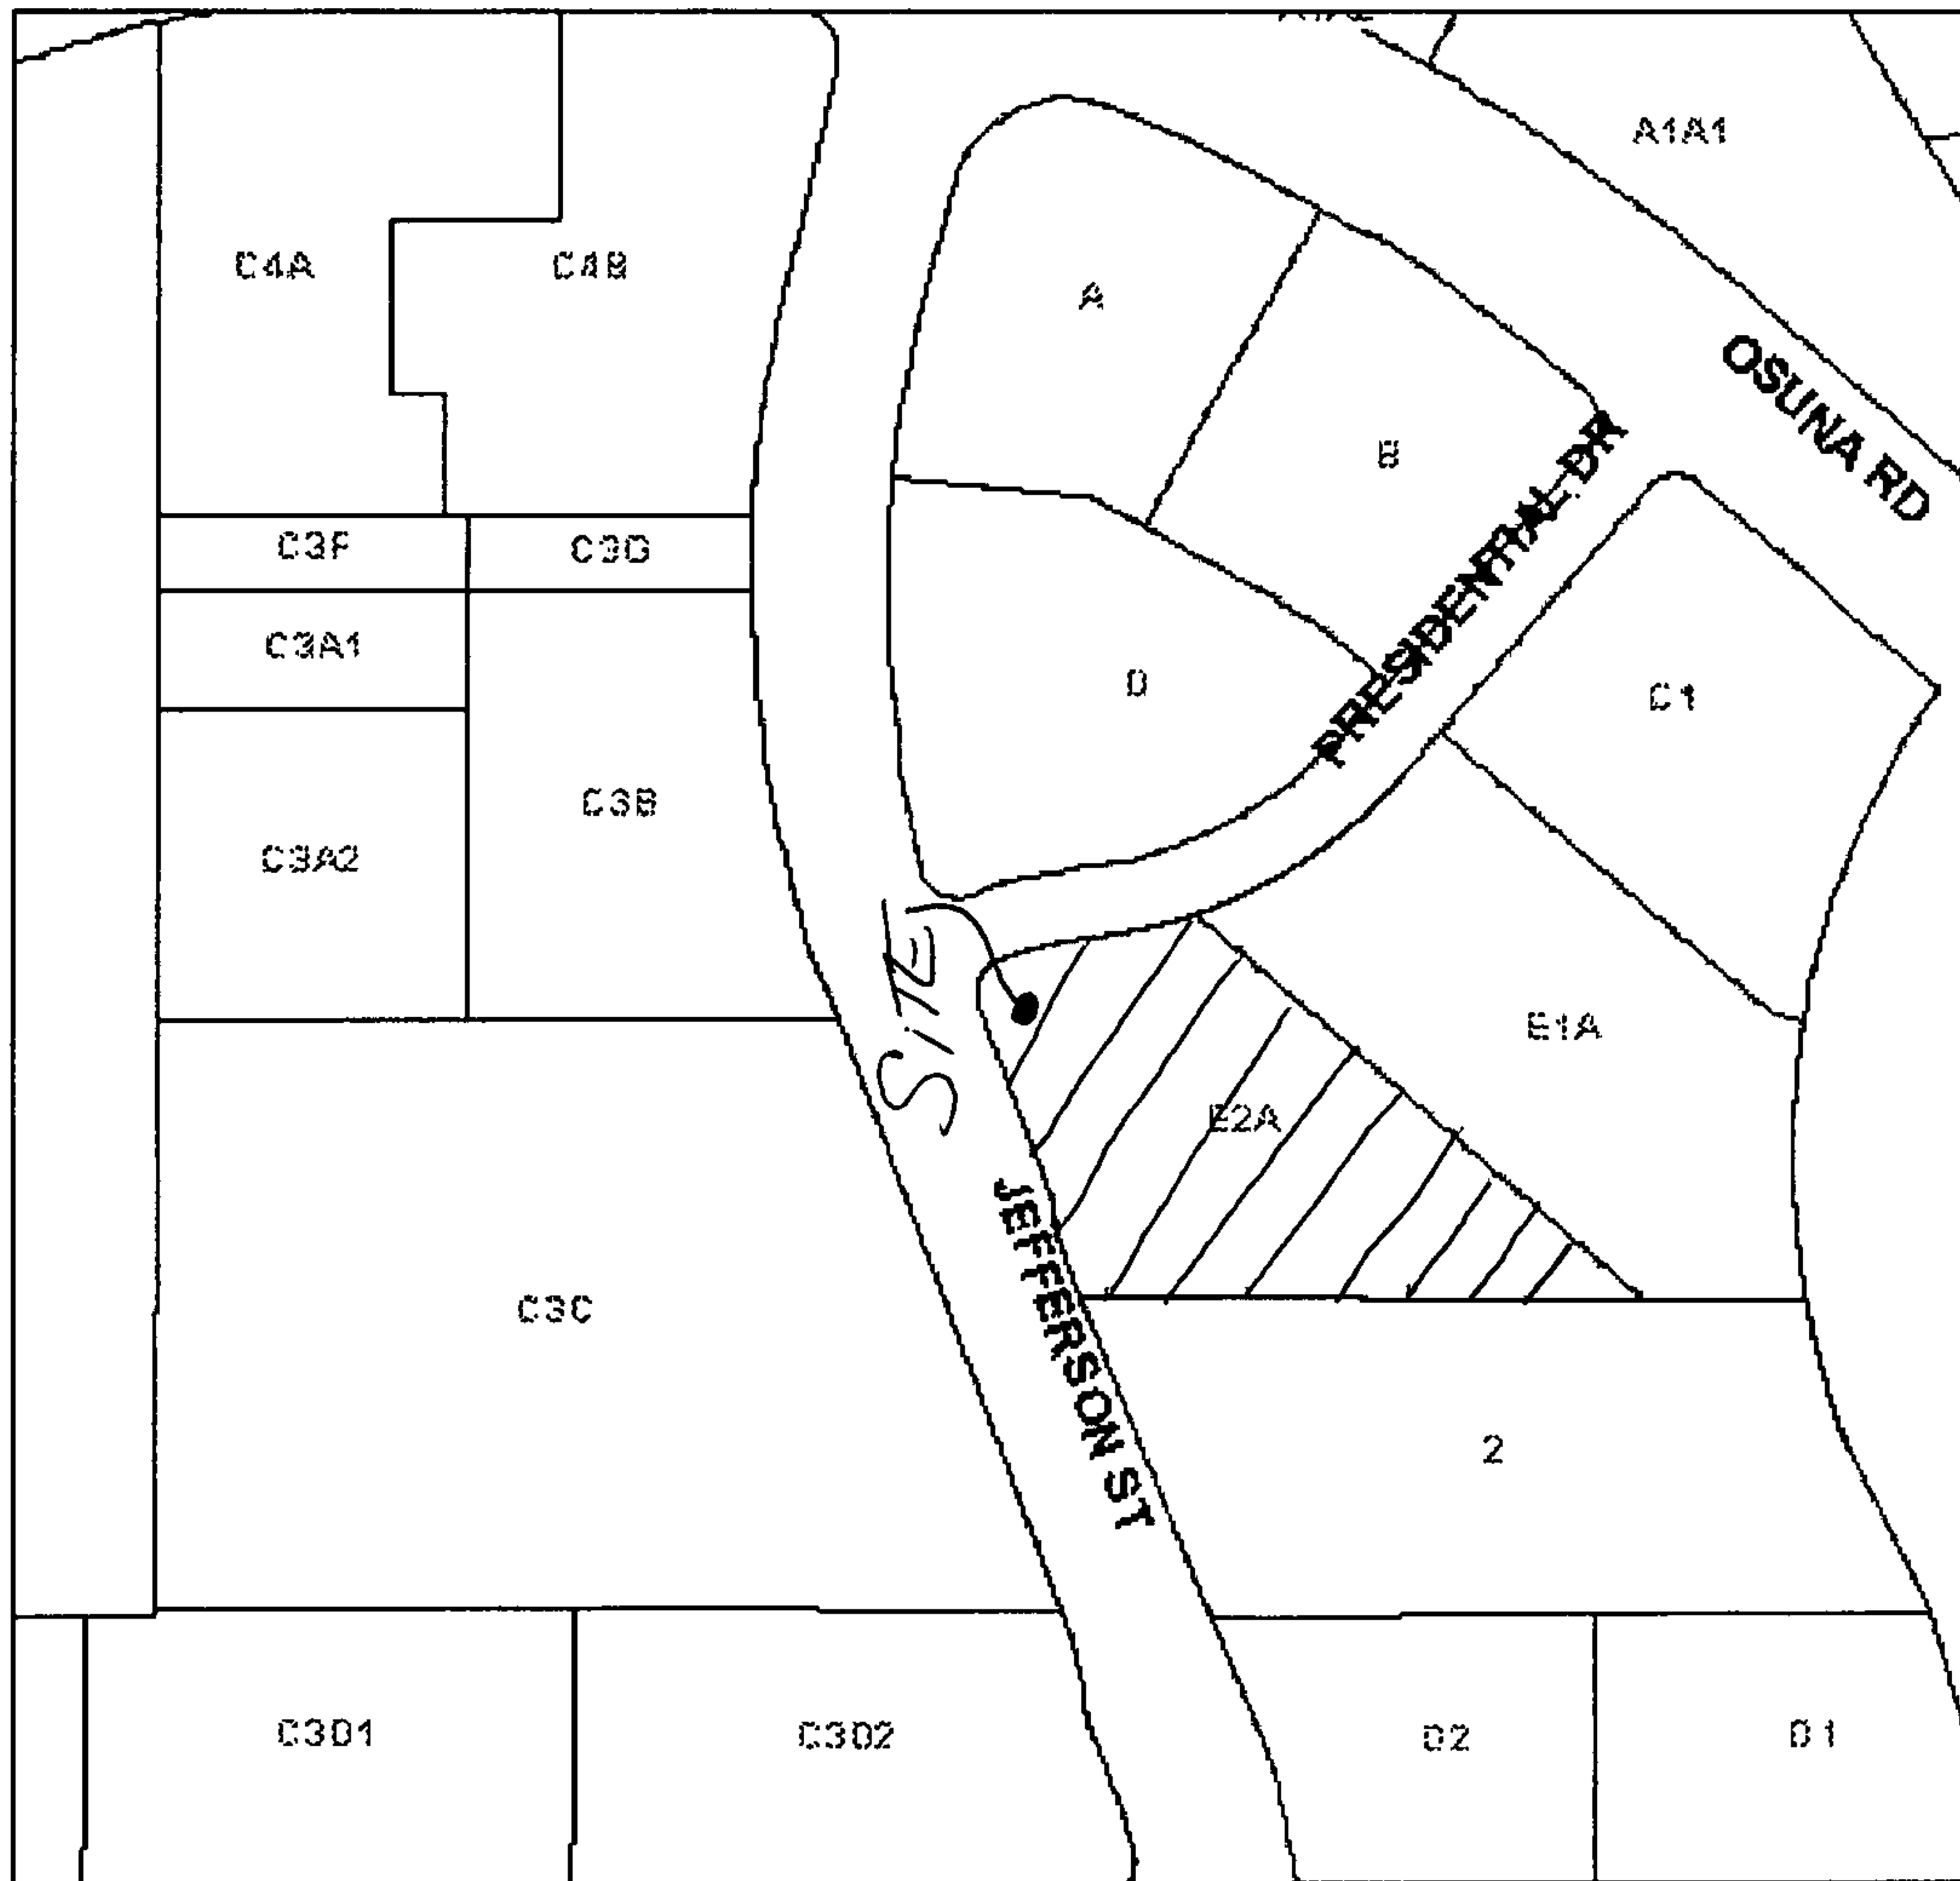 A1A1
C4A
C4B
A
OSUNA RD
B
PRESIDENTIAL DR
C3F
C3G
C3A1
D
C1
C3B
C3A2
SITE
E1A
E2A
JEFFERSON ST
C3C
2
C3D1
C3D2
D2
D1